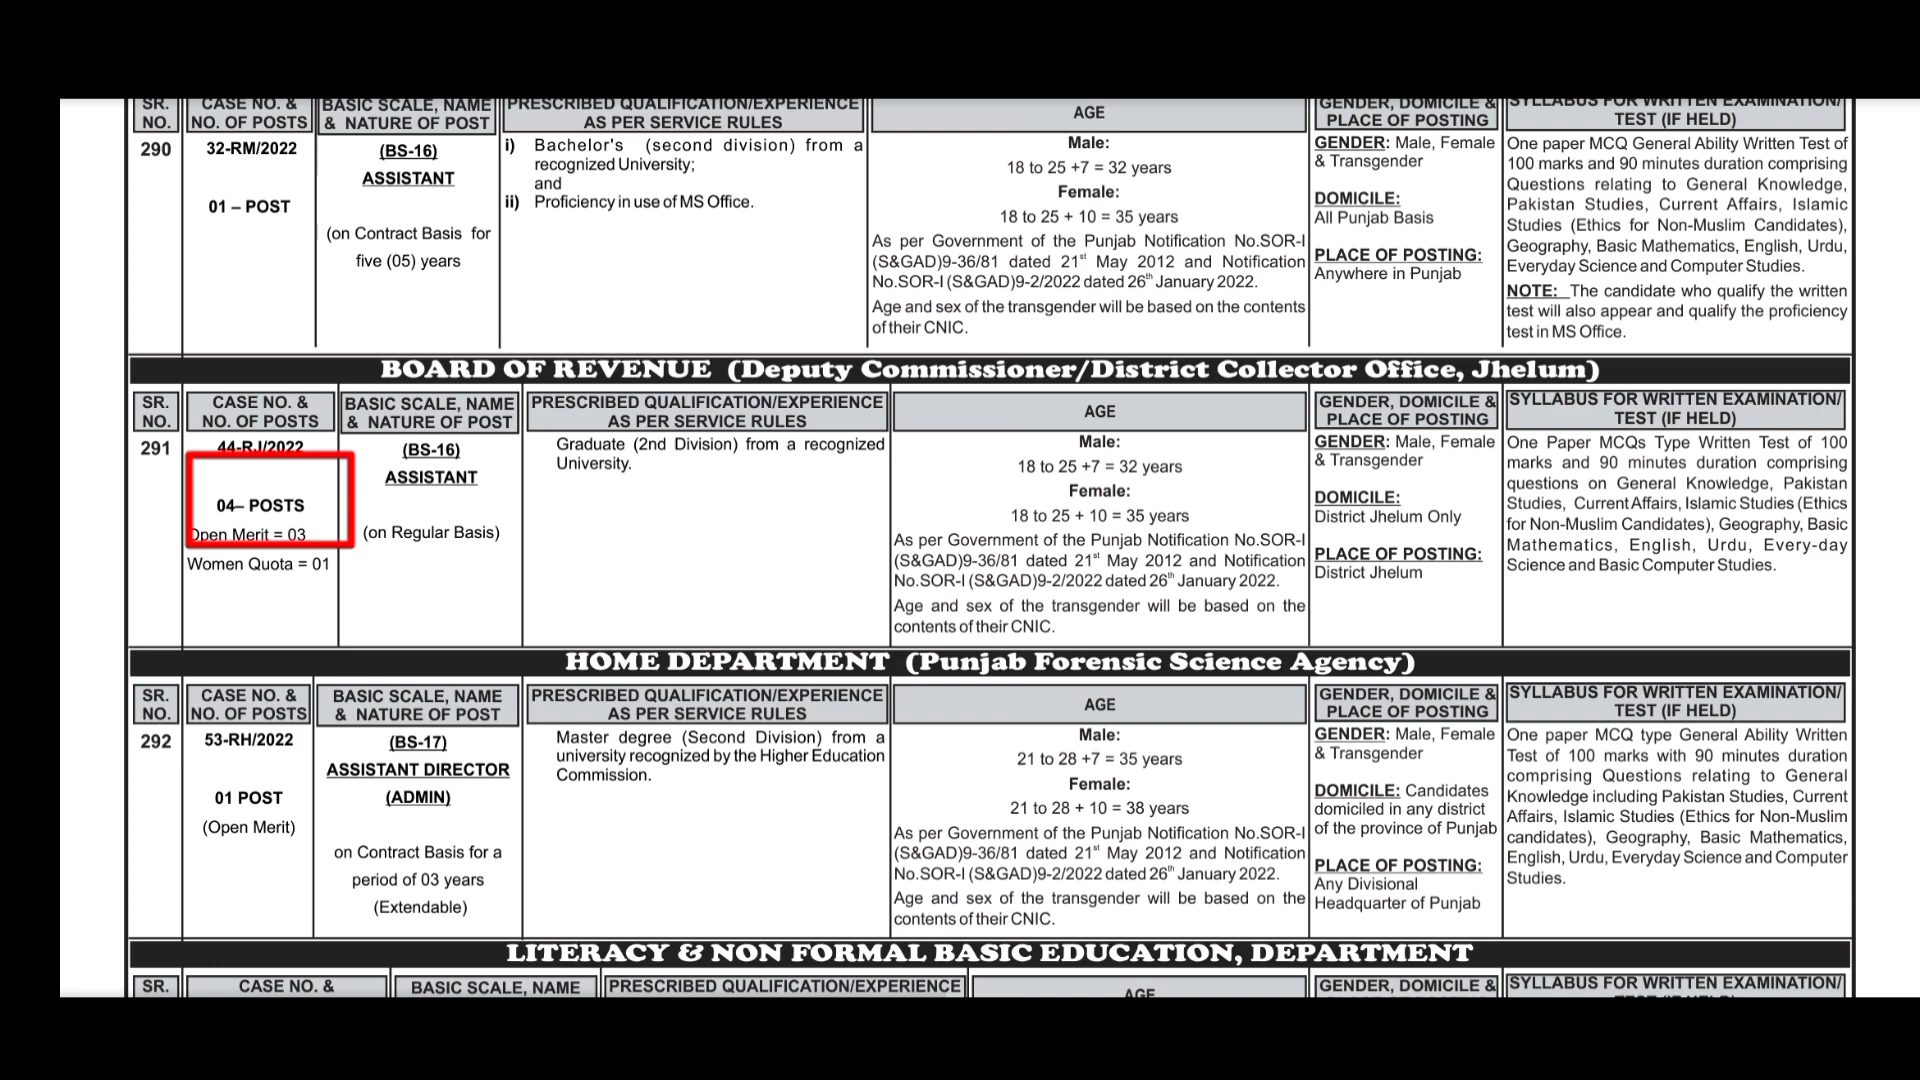 SR. NO.
CASE NO. & NO. OF POSTS
BASIC SCALE, NAME & NATURE OF POST
PRESCRIBED QUALIFICATION/EXPERIENCE AS PER SERVICE RULES
AGE
GENDER, DOMICILE & PLACE OF POSTING
SYLLABUS FOR WRITTEN EXAMINATION/ TEST (IF HELD)
290
32-RM/2022
01 – POST
(BS-16)
ASSISTANT
(on Contract Basis for
five (05) years
i) Bachelor's (second division) from a
recognized University;
and
ii) Proficiency in use of MS Office.
Male:
18 to 25 +7 = 32 years
Female:
18 to 25 + 10 = 35 years
As per Government of the Punjab Notification No.SOR-I
(S&GAD)9-36/81 dated 21st May 2012 and Notification
No.SOR-I (S&GAD)9-2/2022 dated 26th January 2022.
Age and sex of the transgender will be based on the contents
of their CNIC.
GENDER: Male, Female
& Transgender
DOMICILE:
All Punjab Basis
PLACE OF POSTING:
Anywhere in Punjab
One paper MCQ General Ability Written Test of
100 marks and 90 minutes duration comprising
Questions relating to General Knowledge,
Pakistan Studies, Current Affairs, Islamic
Studies (Ethics for Non-Muslim Candidates),
Geography, Basic Mathematics, English, Urdu,
Everyday Science and Computer Studies.
NOTE: The candidate who qualify the written
test will also appear and qualify the proficiency
test in MS Office.
BOARD OF REVENUE (Deputy Commissioner/District Collector Office, Jhelum)
SR. NO.
CASE NO. & NO. OF POSTS
BASIC SCALE, NAME & NATURE OF POST
PRESCRIBED QUALIFICATION/EXPERIENCE AS PER SERVICE RULES
AGE
GENDER, DOMICILE & PLACE OF POSTING
SYLLABUS FOR WRITTEN EXAMINATION/ TEST (IF HELD)
291
44-RJ/2022
04– POSTS
Open Merit = 03
Women Quota = 01
(BS-16)
ASSISTANT
(on Regular Basis)
Graduate (2nd Division) from a recognized
University.
Male:
18 to 25 +7 = 32 years
Female:
18 to 25 + 10 = 35 years
As per Government of the Punjab Notification No.SOR-I
(S&GAD)9-36/81 dated 21st May 2012 and Notification
No.SOR-I (S&GAD)9-2/2022 dated 26th January 2022.
Age and sex of the transgender will be based on the
contents of their CNIC.
GENDER: Male, Female
& Transgender
DOMICILE:
District Jhelum Only
PLACE OF POSTING:
District Jhelum
One Paper MCQs Type Written Test of 100
marks and 90 minutes duration comprising
questions on General Knowledge, Pakistan
Studies, Current Affairs, Islamic Studies (Ethics
for Non-Muslim Candidates), Geography, Basic
Mathematics, English, Urdu, Every-day
Science and Basic Computer Studies.
HOME DEPARTMENT (Punjab Forensic Science Agency)
SR. NO.
CASE NO. & NO. OF POSTS
BASIC SCALE, NAME & NATURE OF POST
PRESCRIBED QUALIFICATION/EXPERIENCE AS PER SERVICE RULES
AGE
GENDER, DOMICILE & PLACE OF POSTING
SYLLABUS FOR WRITTEN EXAMINATION/ TEST (IF HELD)
292
53-RH/2022
01 POST
(Open Merit)
(BS-17)
ASSISTANT DIRECTOR
(ADMIN)
on Contract Basis for a
period of 03 years
(Extendable)
Master degree (Second Division) from a
university recognized by the Higher Education
Commission.
Male:
21 to 28 +7 = 35 years
Female:
21 to 28 + 10 = 38 years
As per Government of the Punjab Notification No.SOR-I
(S&GAD)9-36/81 dated 21st May 2012 and Notification
No.SOR-I (S&GAD)9-2/2022 dated 26th January 2022.
Age and sex of the transgender will be based on the
contents of their CNIC.
GENDER: Male, Female
& Transgender
DOMICILE: Candidates
domiciled in any district
of the province of Punjab
PLACE OF POSTING:
Any Divisional
Headquarter of Punjab
One paper MCQ type General Ability Written
Test of 100 marks with 90 minutes duration
comprising Questions relating to General
Knowledge including Pakistan Studies, Current
Affairs, Islamic Studies (Ethics for Non-Muslim
candidates), Geography, Basic Mathematics,
English, Urdu, Everyday Science and Computer
Studies.
LITERACY & NON FORMAL BASIC EDUCATION, DEPARTMENT
SR.
CASE NO. &
BASIC SCALE, NAME
PRESCRIBED QUALIFICATION/EXPERIENCE
AGE
GENDER, DOMICILE &
SYLLABUS FOR WRITTEN EXAMINATION/